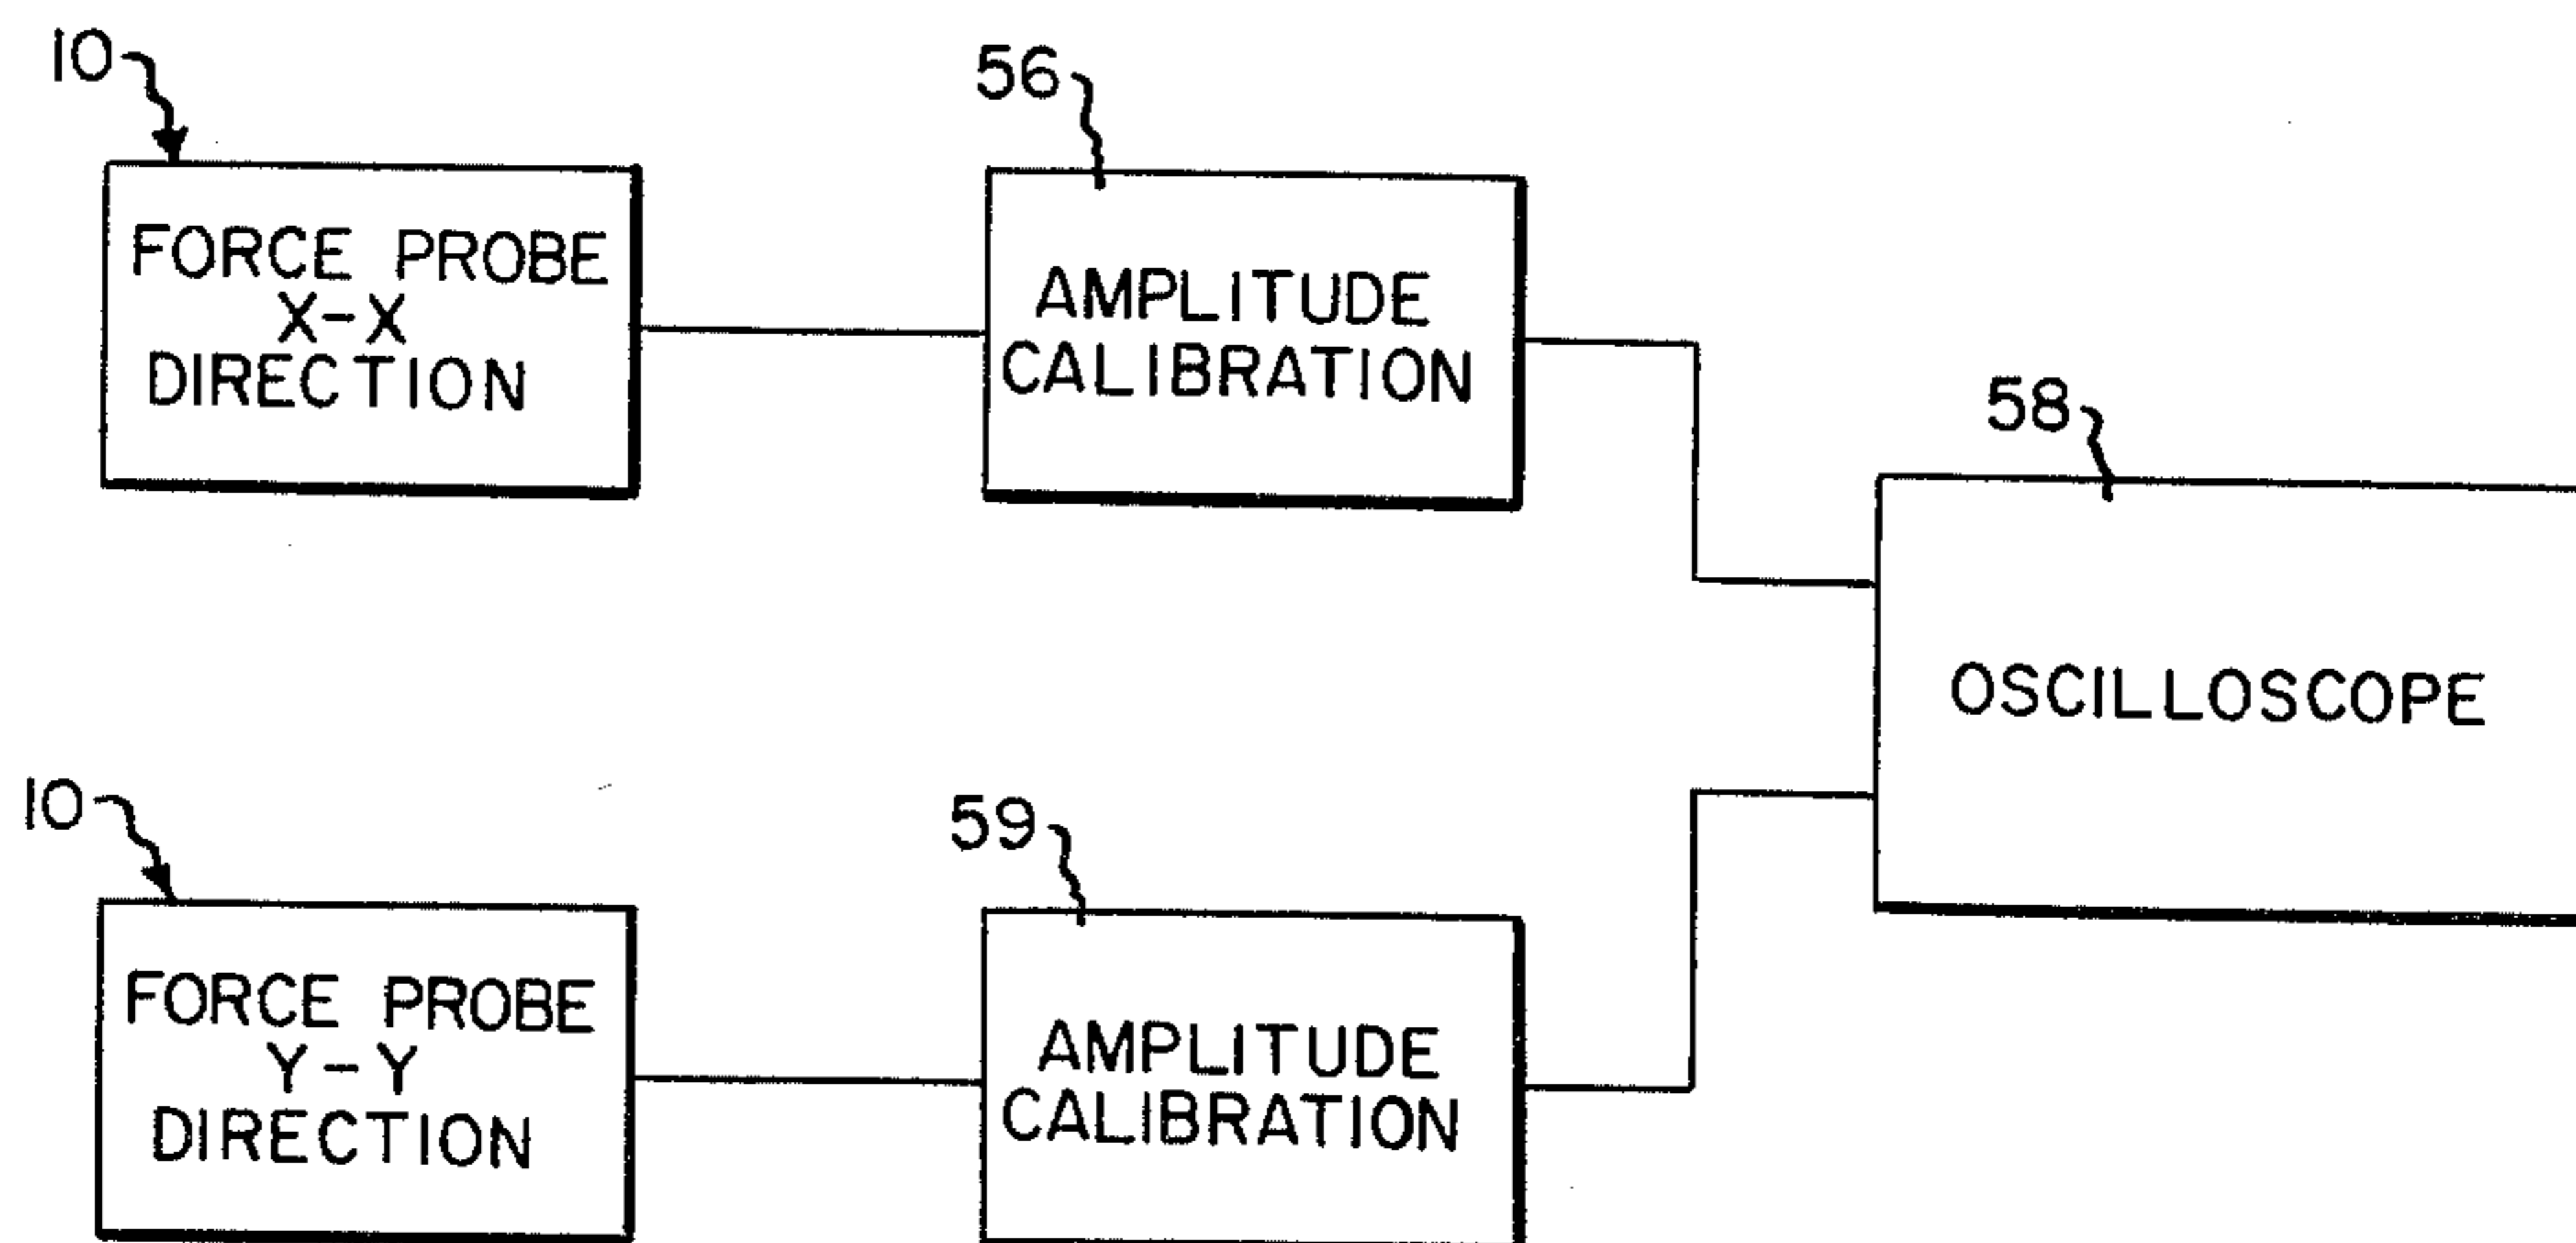 10
56
FORCE PROBE
X-X
DIRECTION
AMPLITUDE
CALIBRATION
58
OSCILLOSCOPE
10
59
FORCE PROBE
Y-Y
DIRECTION
AMPLITUDE
CALIBRATION